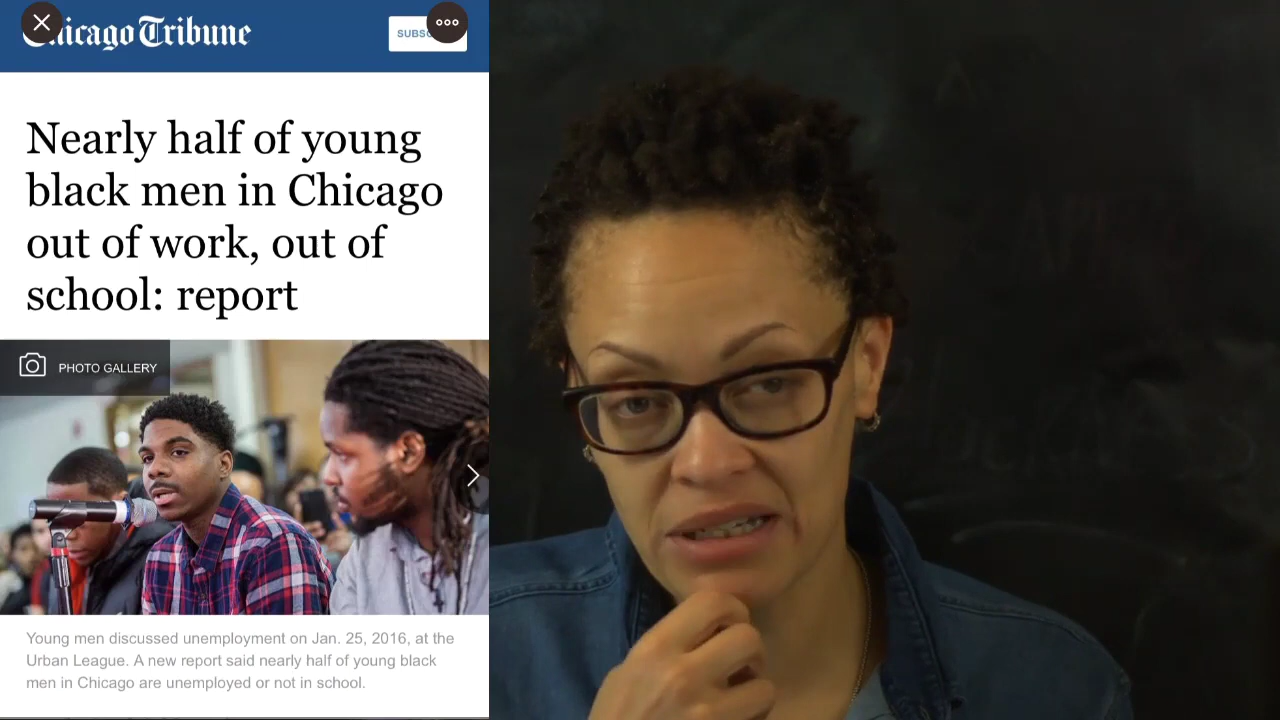 Chicago Tribune
Nearly half of young
black men in Chicago
out of work, out of
school: report
PHOTO GALLERY
Young men discussed unemployment on Jan. 25, 2016, at the
Urban League. A new report said nearly half of young black
men in Chicago are unemployed or not in school.